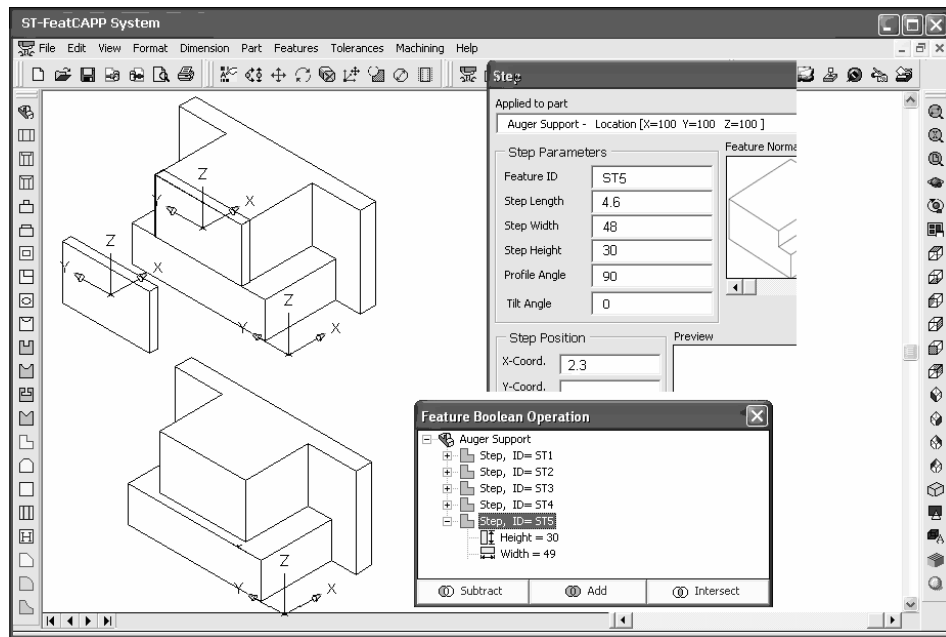 ST-FeatCAPP System
File Edit View Format Dimension Part Features Tolerances Machining Help
Step
Applied to part
Auger Support - Location [X=100 Y=100 Z=100 ]
Step Parameters
Feature ID ST5
Step Length 4.6
Step Width 48
Step Height 30
Profile Angle 90
Tilt Angle 0
Feature Norma
Step Position
X-Coord. 2.3
Y-Coord.
Preview
Z
Y X
Z
Y X
Z
Y X
Z
Y X
Feature Boolean Operation
Auger Support
Step, ID= ST1
Step, ID= ST2
Step, ID= ST3
Step, ID= ST4
Step, ID= ST5
Height = 30
Width = 49
Subtract Add Intersect